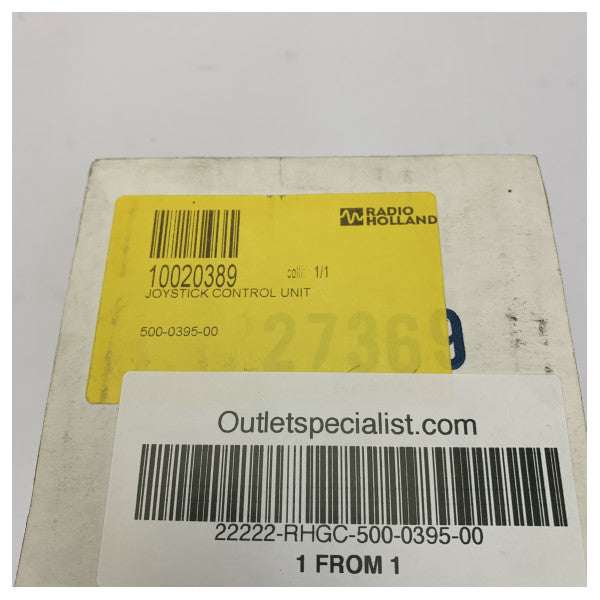 RADIO
HOLLAND
10020389 colli: 1/1
JOYSTICK CONTROL UNIT
500-0395-00
27369
Outletspecialist.com
22222-RHGC-500-0395-00
1 FROM 1